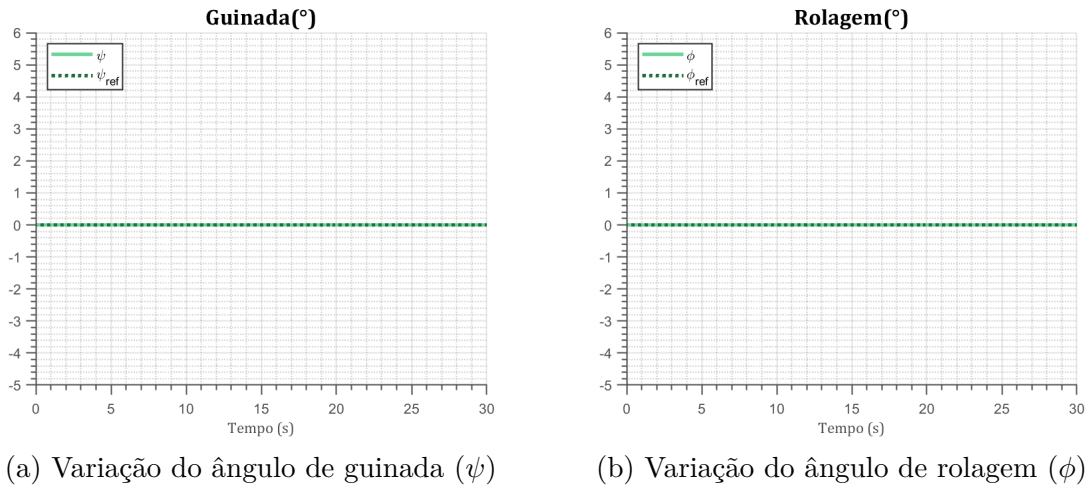 Guinada(°)
6
5
4
3
2
1
0
-1
-2
-3
-4
-5
ψ
ψref
0 5 10 15 20 25 30
Tempo (s)
(a) Variação do ângulo de guinada (ψ)
Rolagem(°)
6
5
4
3
2
1
0
-1
-2
-3
-4
-5
ϕ
ϕref
0 5 10 15 20 25 30
Tempo (s)
(b) Variação do ângulo de rolagem (ϕ)